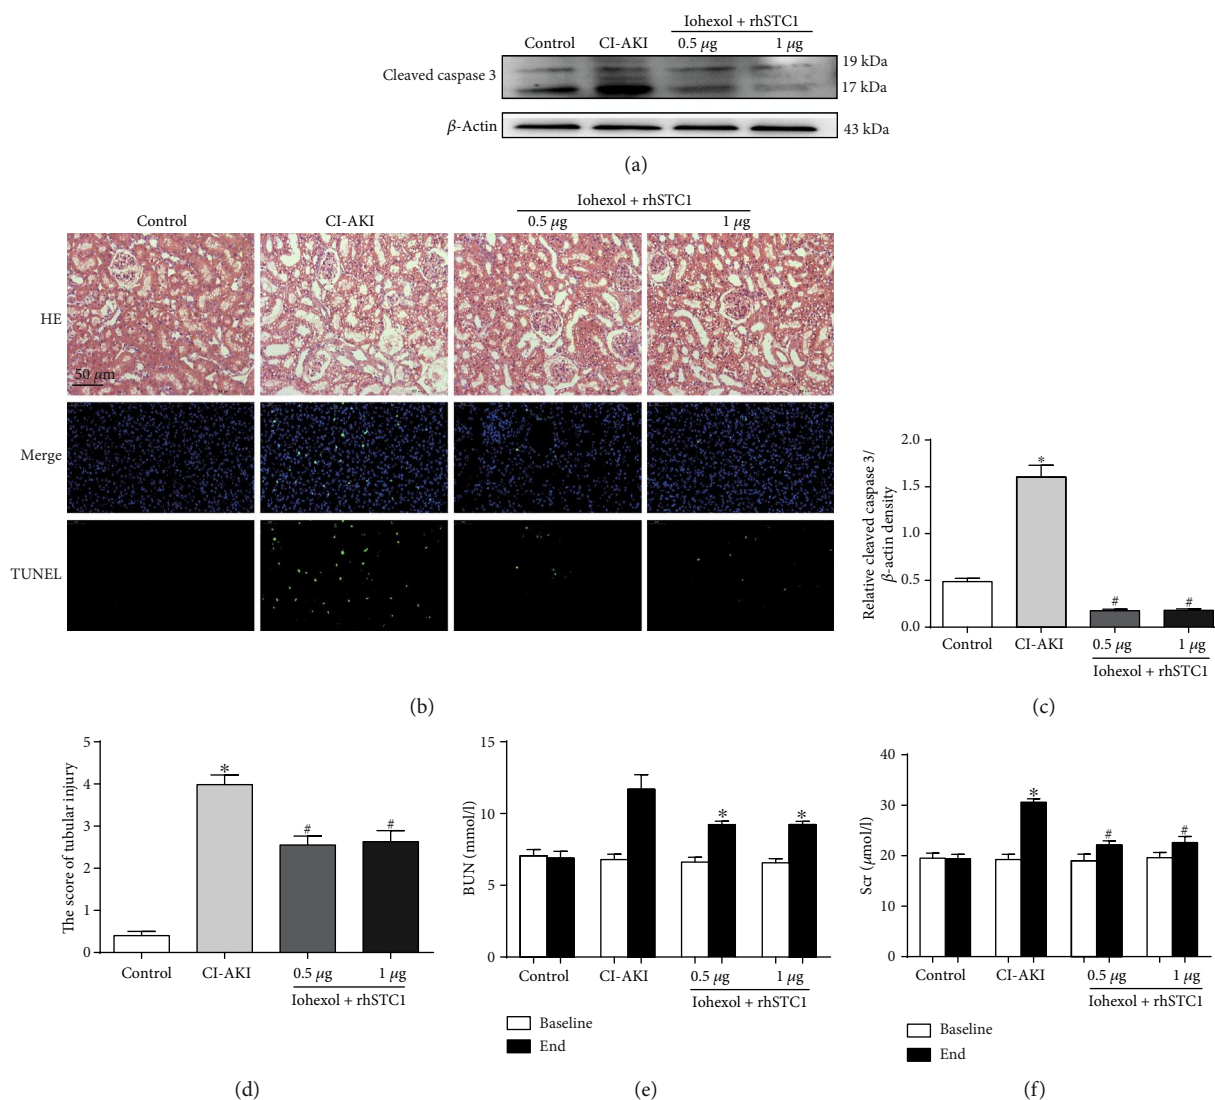 Iohexol + rhSTC1
Control CI-AKI 0.5 μg 1 μg
Cleaved caspase 3
19 kDa
17 kDa
β-Actin
43 kDa
(a)
Iohexol + rhSTC1
Control CI-AKI 0.5 μg 1 μg
HE
50 μm
Merge
TUNEL
(b)
Relative cleaved caspase 3/
β-actin density
2.0
1.5
1.0
0.5
0.0
*
#
#
Control CI-AKI 0.5 μg 1 μg
Iohexol + rhSTC1
(c)
The score of tubular injury
5
4
3
2
1
0
*
#
#
Control CI-AKI 0.5 μg 1 μg
Iohexol + rhSTC1
(d)
BUN (mmol/l)
15
10
5
0
*
*
Control CI-AKI 0.5 μg 1 μg
Iohexol + rhSTC1
Baseline
End
(e)
Scr (μmol/l)
40
30
20
10
0
*
#
#
Control CI-AKI 0.5 μg 1 μg
Iohexol + rhSTC1
Baseline
End
(f)